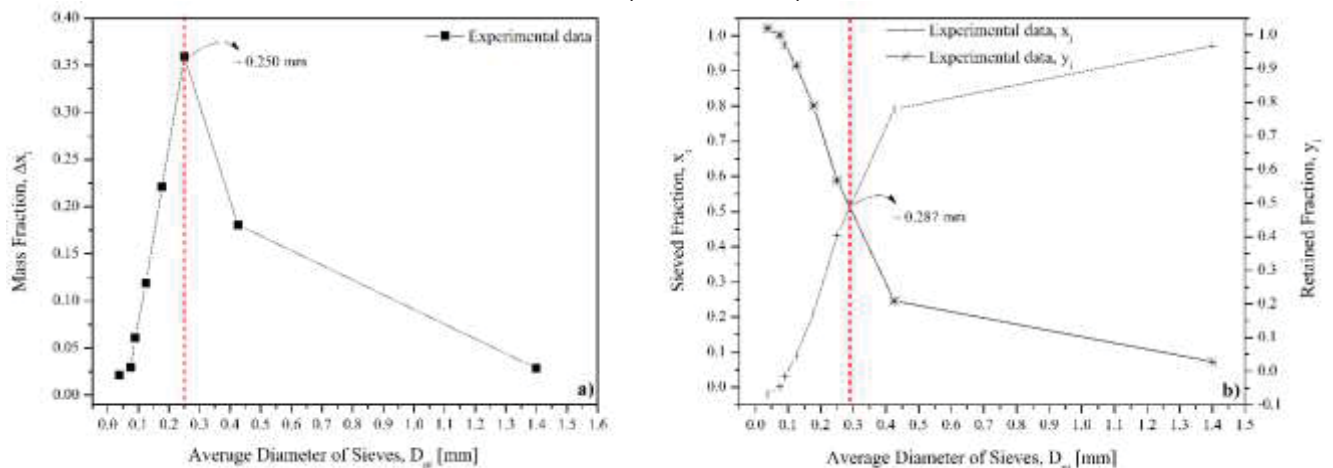 0.40
0.35
0.30
0.25
0.20
0.15
0.10
0.05
0.00
Mass Fraction, Δxᵢ
Experimental data
~ 0.250 mm
a)
0.0 0.1 0.2 0.3 0.4 0.5 0.6 0.7 0.8 0.9 1.0 1.1 1.2 1.3 1.4 1.5 1.6
Average Diameter of Sieves, D [mm]
1.0
0.9
0.8
0.7
0.6
0.5
0.4
0.3
0.2
0.1
0.0
Sieved Fraction, xᵢ
Experimental data, xᵢ
Experimental data, yᵢ
~ 0.287 mm
b)
1.0
0.9
0.8
0.7
0.6
0.5
0.4
0.3
0.2
0.1
0.0
-0.1
Retained Fraction, yᵢ
0.0 0.1 0.2 0.3 0.4 0.5 0.6 0.7 0.8 0.9 1.0 1.1 1.2 1.3 1.4 1.5
Average Diameter of Sieves, D [mm]